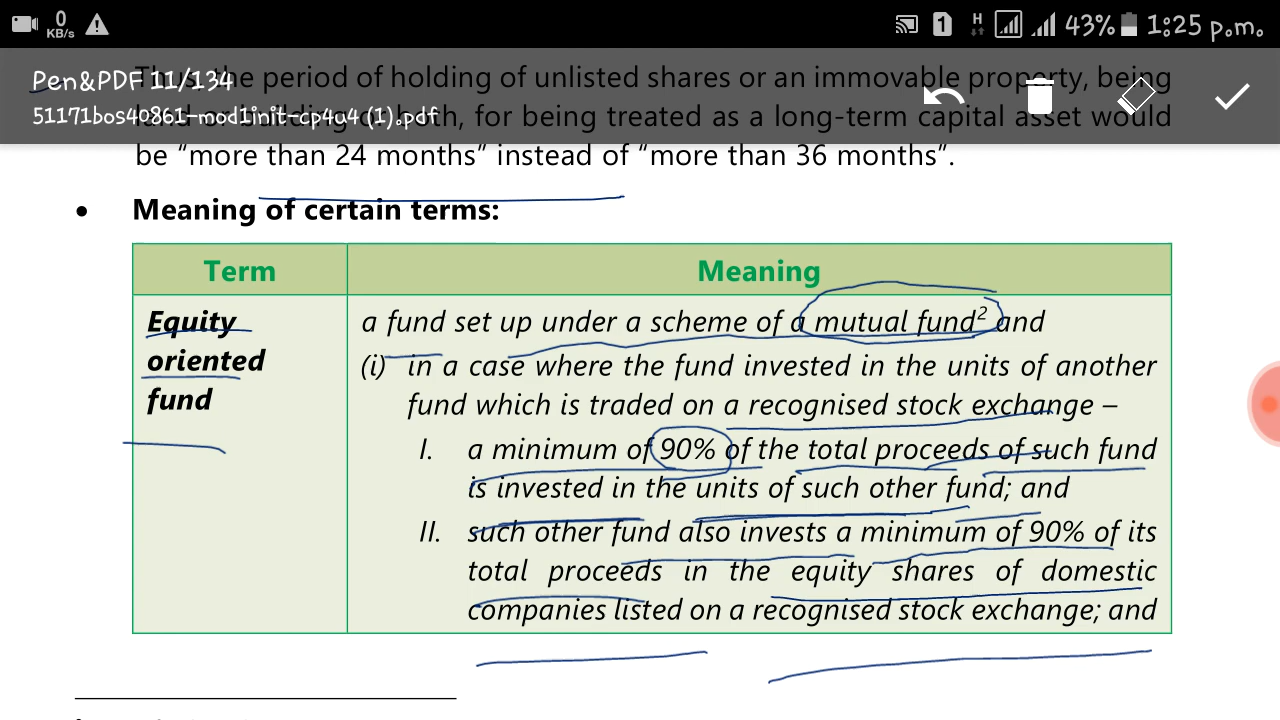 0
KB/s
1
H
43%
1:25 p.m.
Pen&PDF 11/134
51171bos40861-mod1init-cp4u4 (1).pdf
Thus, the period of holding of unlisted shares or an immovable property, being
land or building or both, for being treated as a long-term capital asset would
be “more than 24 months” instead of “more than 36 months”.
• Meaning of certain terms:
Term Meaning
Equity oriented fund
a fund set up under a scheme of a mutual fund2 and
(i) in a case where the fund invested in the units of another
fund which is traded on a recognised stock exchange –
I. a minimum of 90% of the total proceeds of such fund
is invested in the units of such other fund; and
II. such other fund also invests a minimum of 90% of its
total proceeds in the equity shares of domestic
companies listed on a recognised stock exchange; and